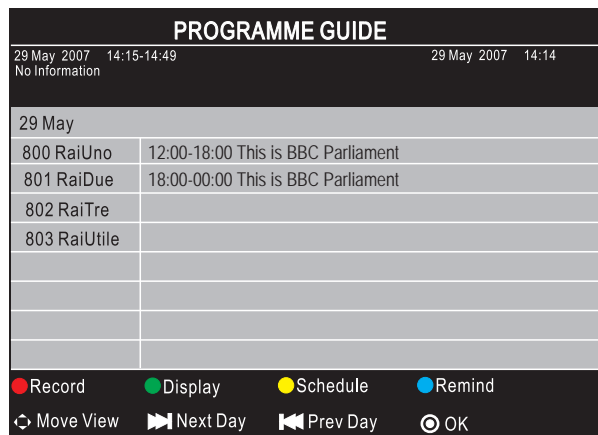 PROGRAMME GUIDE
29 May 2007 14:15-14:49 29 May 2007 14:14
No Information
29 May
800 RaiUno 12:00-18:00 This is BBC Parliament
801 RaiDue 18:00-00:00 This is BBC Parliament
802 RaiTre
803 RaiUtile
Record Display Schedule Remind
Move View Next Day Prev Day OK